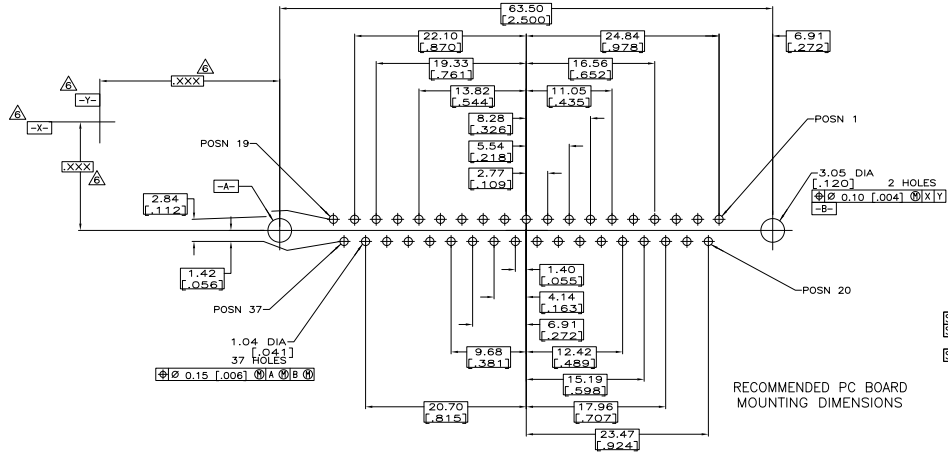 63.50
[2.500]
22.10
[.870]
24.84
[.978]
6.91
[.272]
19.33
[.761]
16.56
[.652]
6
.XXX
6
-Y-
13.82
[.544]
11.05
[.435]
6
-X-
8.28
[.326]
POSN 1
POSN 19
5.54
[.218]
.XXX
6
2.77
[.109]
3.05 DIA
[.120] 2 HOLES
⌖ Ø 0.10 [.004] Ⓜ X Y
-B-
-A-
2.84
[.112]
1.42
[.056]
1.40
[.055]
POSN 20
POSN 37
4.14
[.163]
6.91
[.272]
1.04 DIA
[.041]
37 HOLES
⌖ Ø 0.15 [.006] Ⓜ A Ⓜ B Ⓜ
9.68
[.381]
12.42
[.489]
15.19
[.598]
RECOMMENDED PC BOARD
MOUNTING DIMENSIONS
20.70
[.815]
17.96
[.707]
23.47
[.924]